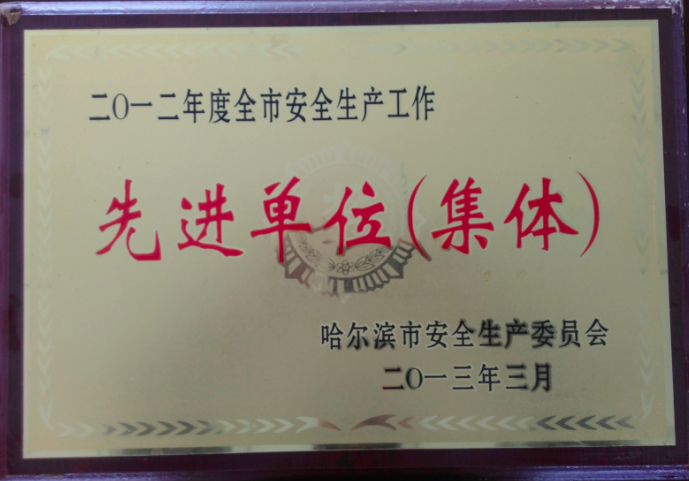 二〇一二年度全市安全生产工作
先进单位(集体)
哈尔滨市安全生产委员会
二〇一三年三月